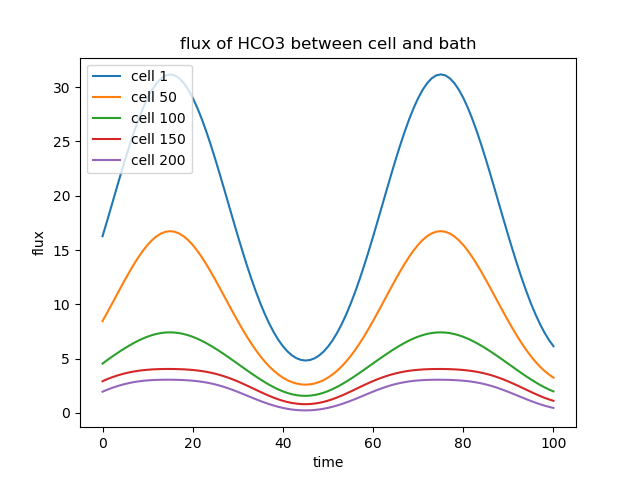 flux of HCO3 between cell and bath
cell 1
cell 50
cell 100
cell 150
cell 200
flux
30
25
20
15
10
5
0
0 20 40 60 80 100
time